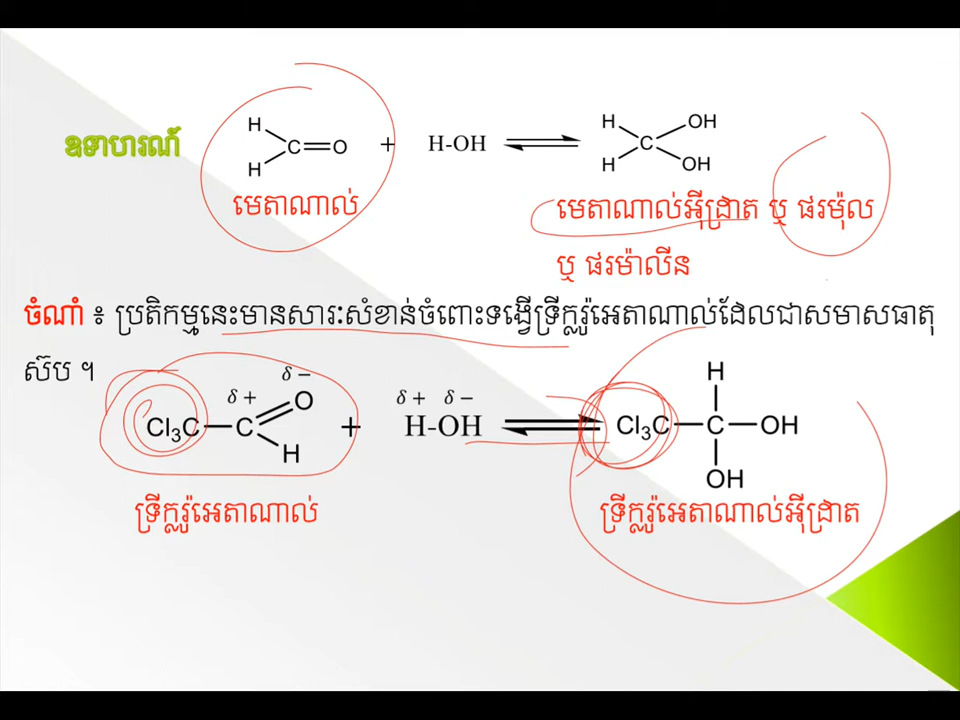 ឧទាហរណ៍
H
H
C=O + H-OH ⇌ H
H
C
OH
OH
មេតាណាល់
មេតាណាល់អ៊ីដ្រាត ឬ ផរម៉ុល
ឬ ផរម៉ាលីន
ចំណាំ ៖ ប្រតិកម្មនេះមានសារៈសំខាន់ចំពោះទង្វើទ្រីក្លរ៉ូអេតាណាល់ដែលជាសមាសធាតុ
ស៊ប ។
δ+ δ− δ+ δ−
Cl₃C–C
O
H
+ H-OH ⇌ Cl₃C–C–OH
H
OH
ទ្រីក្លរ៉ូអេតាណាល់
ទ្រីក្លរ៉ូអេតាណាល់អ៊ីដ្រាត